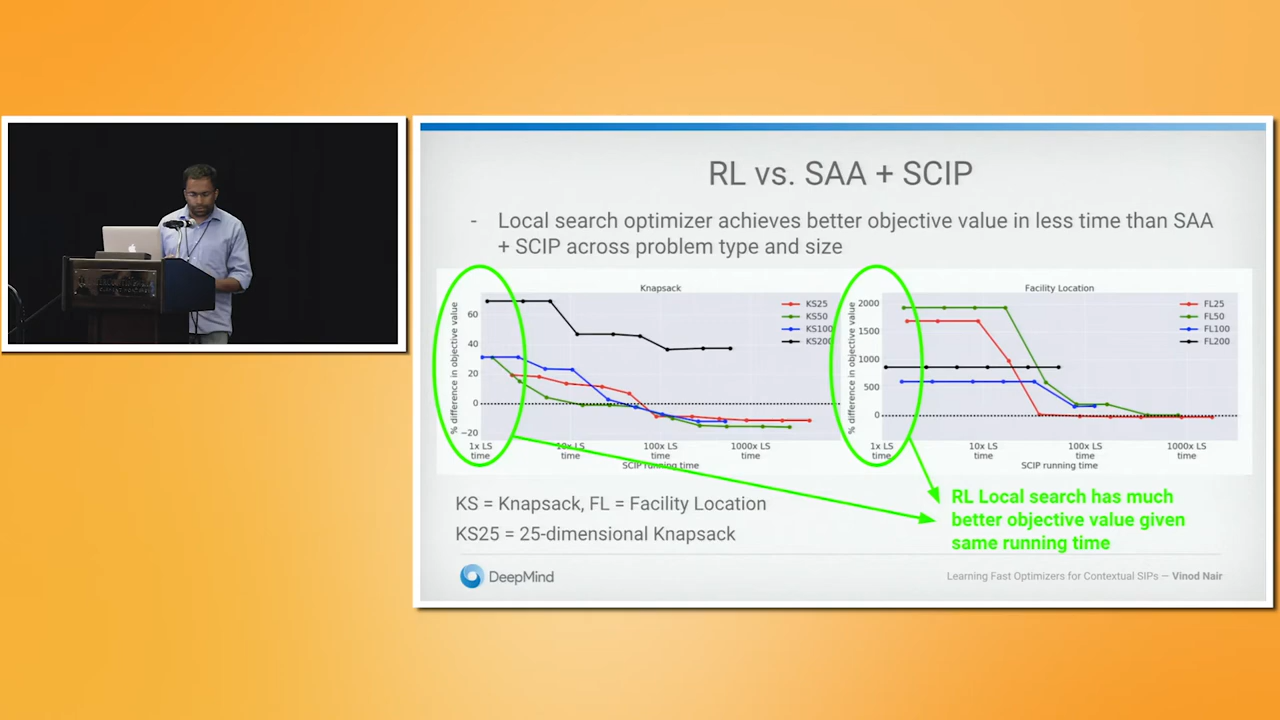 RL vs. SAA + SCIP
- Local search optimizer achieves better objective value in less time than SAA
+ SCIP across problem type and size
Knapsack
% difference in objective value
60
40
20
0
−20
KS25
KS50
KS100
KS200
1x LS
time
10x LS
time
100x LS
time
1000x LS
time
SCIP running time
Facility Location
% difference in objective value
2000
1500
1000
500
0
FL25
FL50
FL100
FL200
1x LS
time
10x LS
time
100x LS
time
1000x LS
time
SCIP running time
KS = Knapsack, FL = Facility Location
KS25 = 25-dimensional Knapsack
RL Local search has much
better objective value given
same running time
DeepMind
Learning Fast Optimizers for Contextual SIPs — Vinod Nair